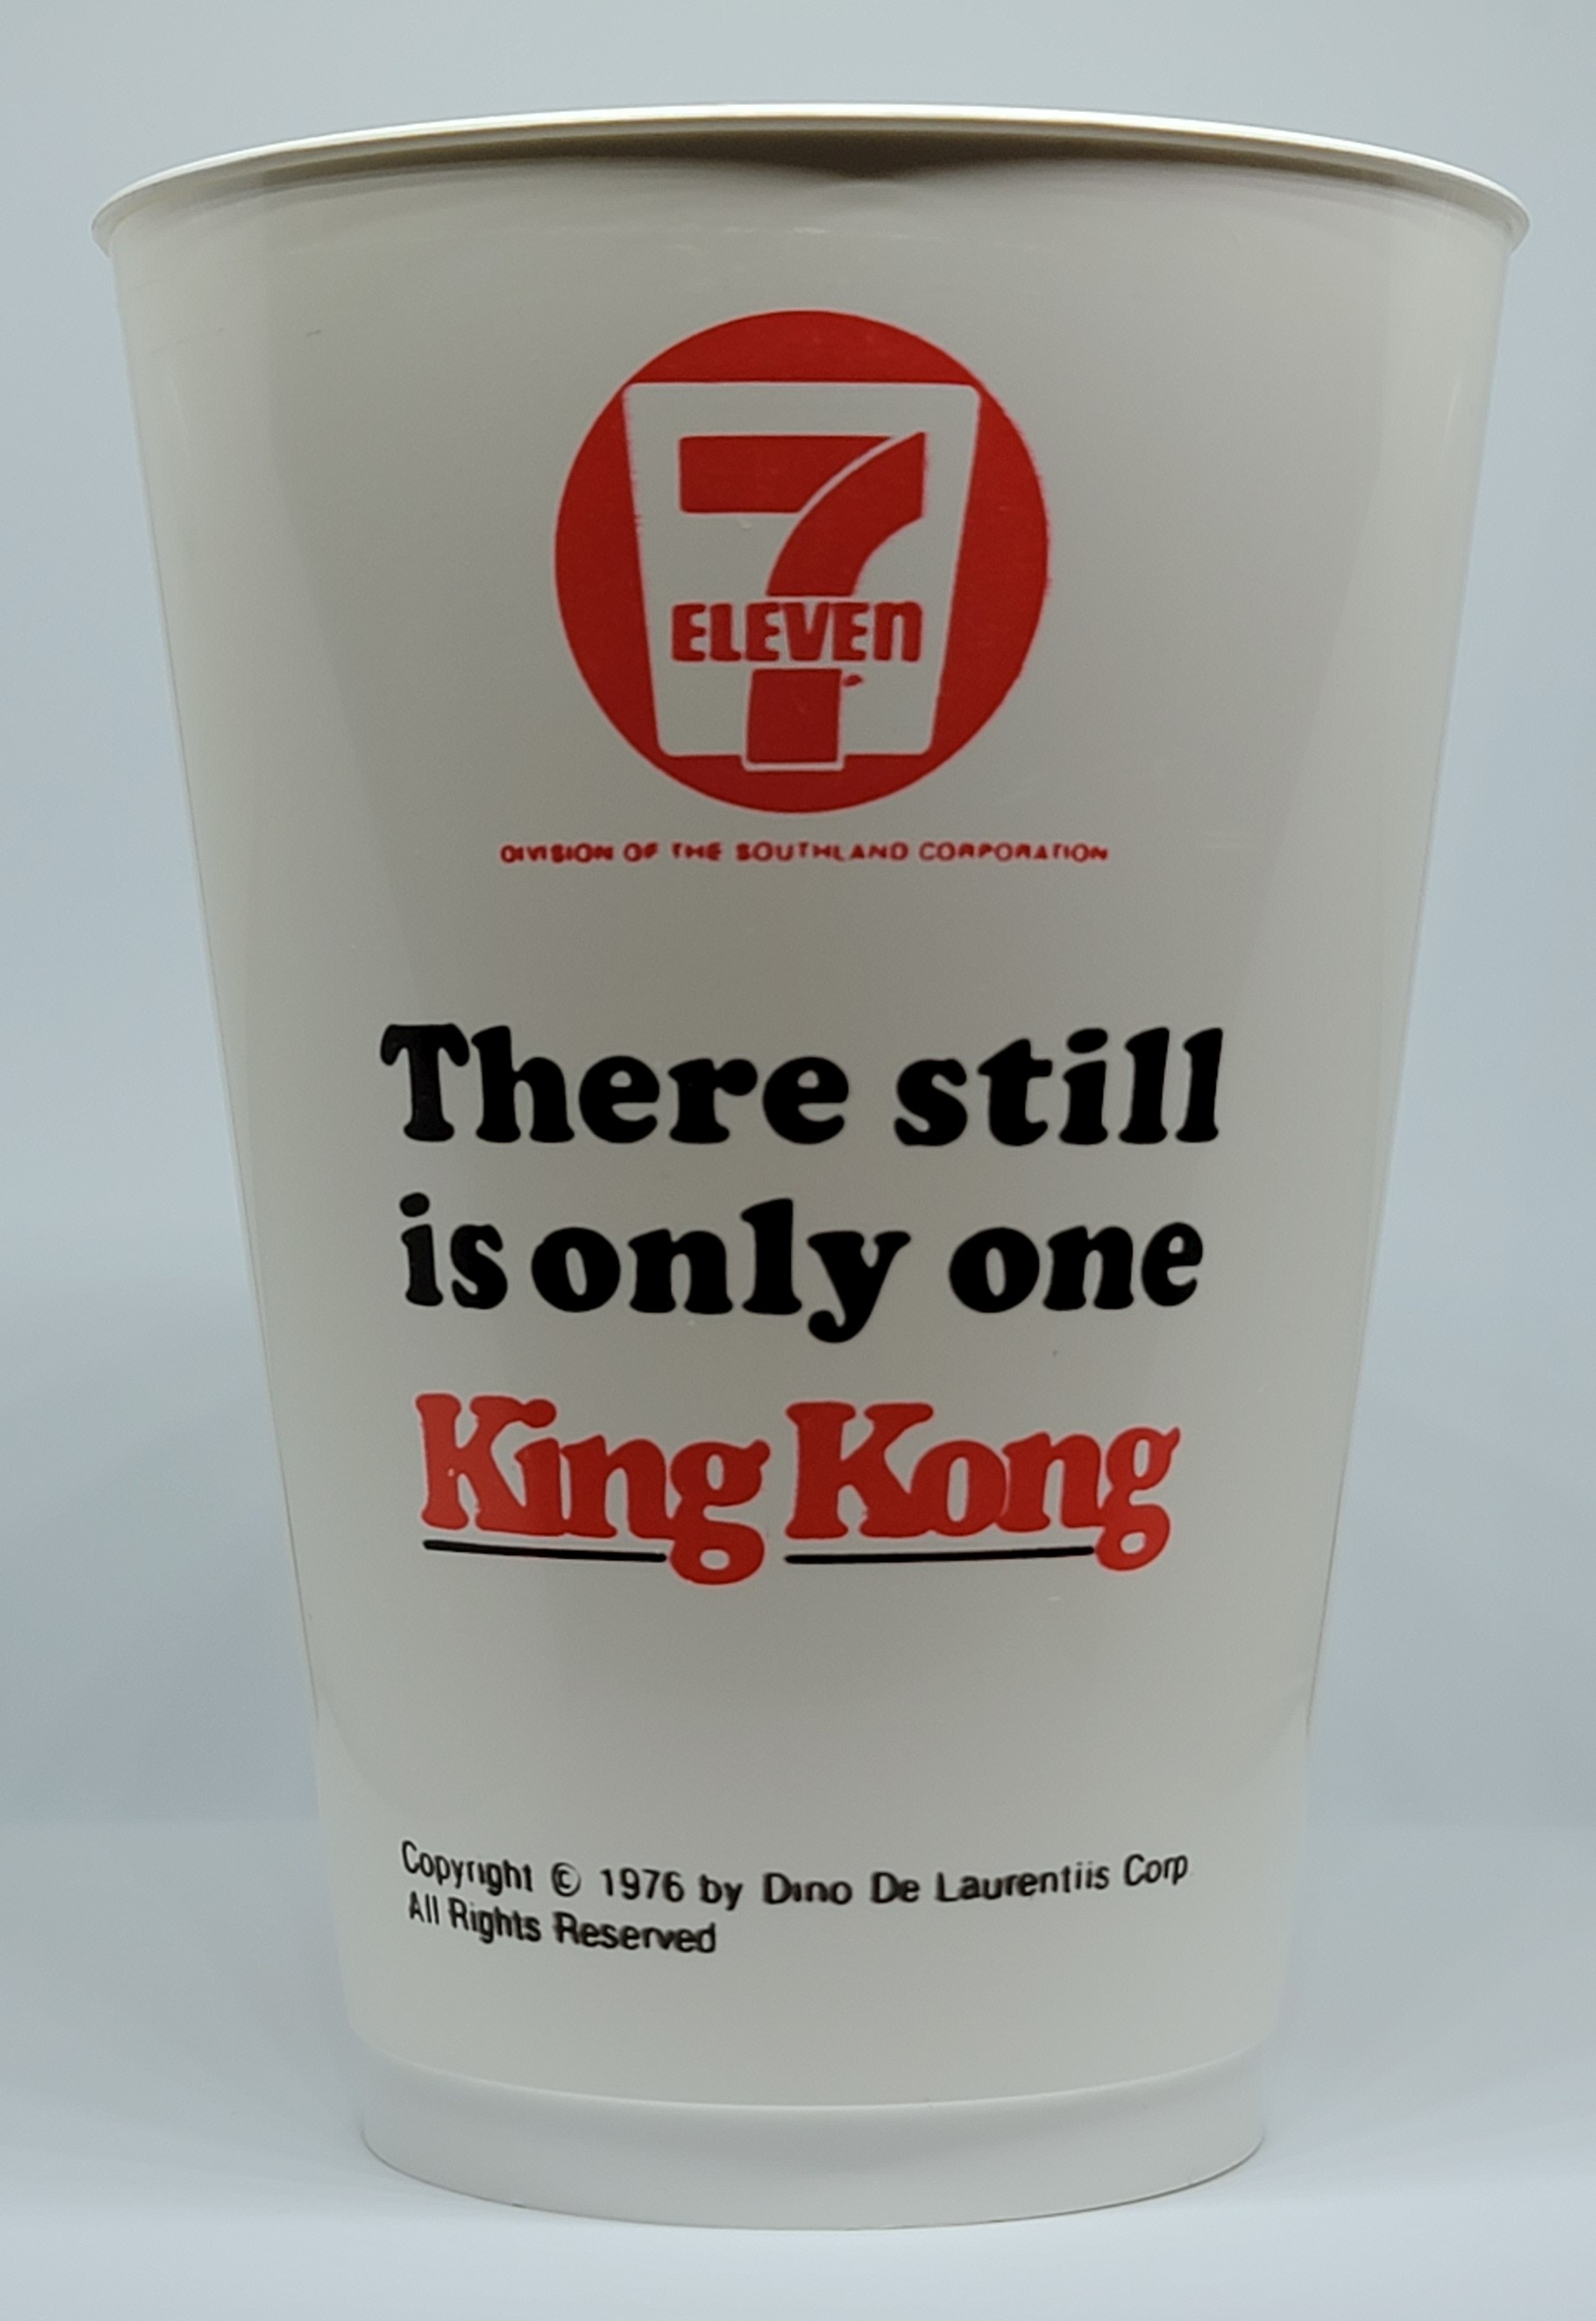 7
ELEVEn
DIVISION OF THE SOUTHLAND CORPORATION
There still
is only one
King Kong
Copyright © 1976 by Dino De Laurentiis Corp
All Rights Reserved